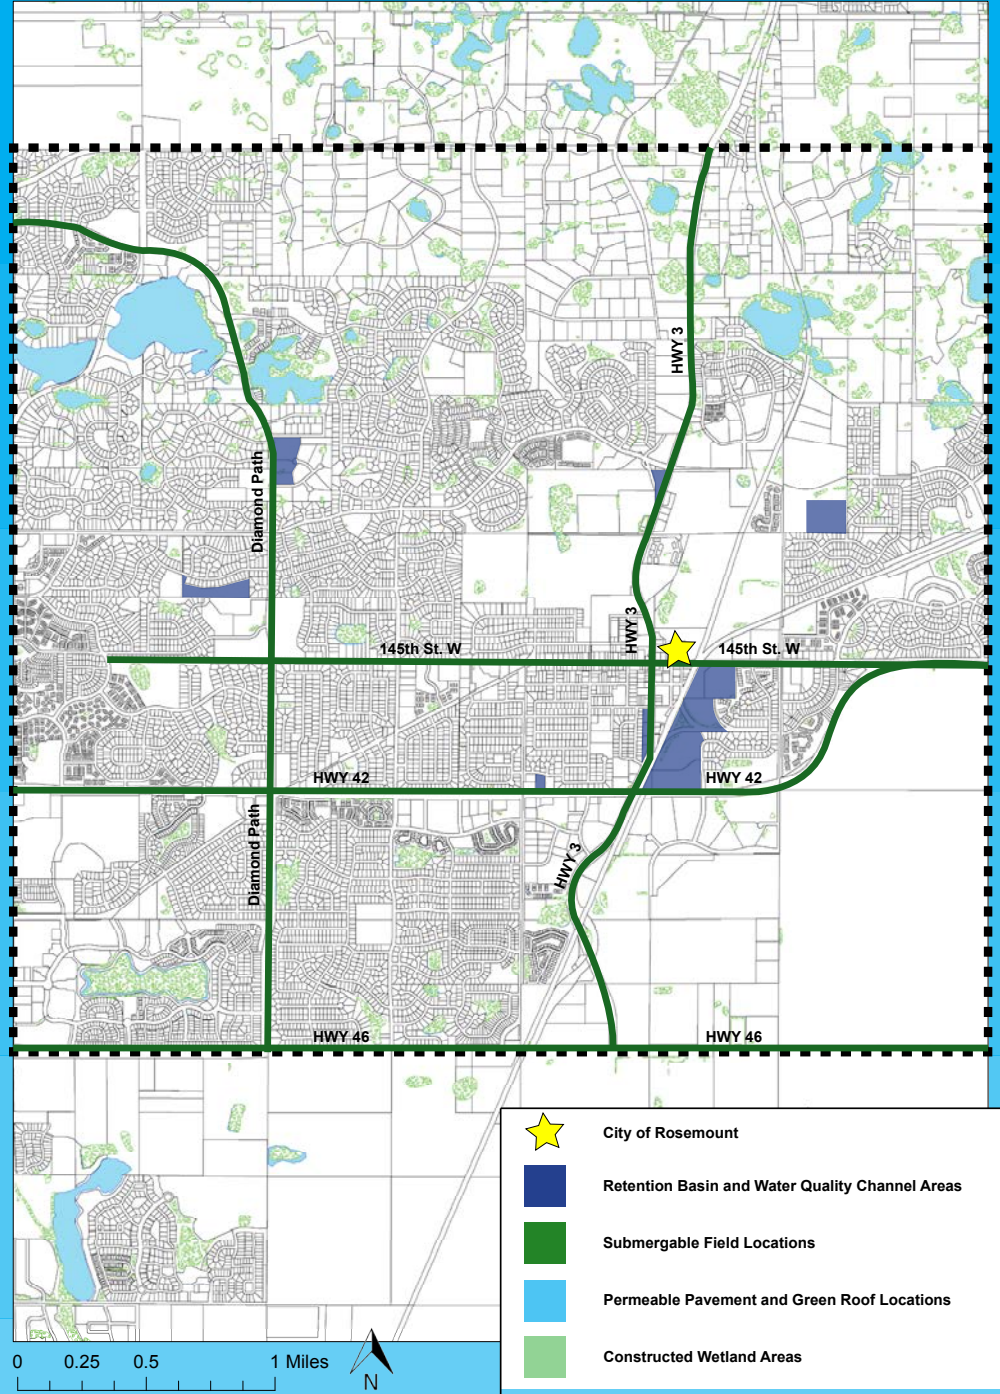 HWY 3
Diamond Path
HWY 3
145th St. W
145th St. W
HWY 42
HWY 42
Diamond Path
HWY 3
HWY 46
HWY 46
City of Rosemount
Retention Basin and Water Quality Channel Areas
Submergable Field Locations
Permeable Pavement and Green Roof Locations
Constructed Wetland Areas
0 0.25 0.5 1 Miles
N